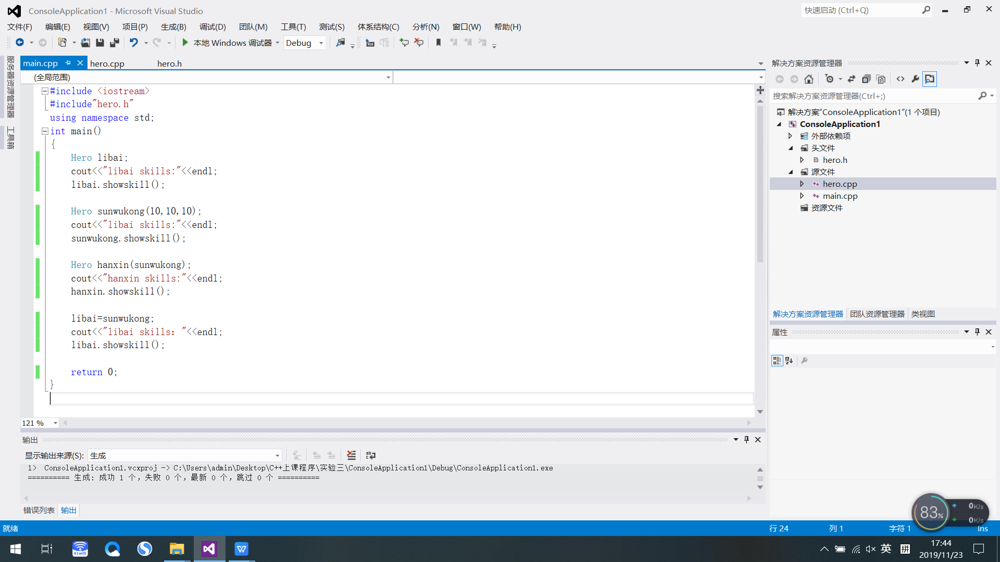 ConsoleApplication1 - Microsoft Visual Studio
快速启动 (Ctrl+Q)
文件(F) 编辑(E) 视图(V) 项目(P) 生成(B) 调试(D) 团队(M) 工具(T) 测试(S) 体系结构(C) 分析(N) 窗口(W) 帮助(H)
本地 Windows 调试器 Debug
服务器资源管理器
工具箱
main.cpp hero.cpp hero.h
(全局范围)
#include <iostream>
#include"hero.h"
using namespace std;
int main()
{
Hero libai;
cout<<"libai skills:"<<endl;
libai.showskill();
Hero sunwukong(10,10,10);
cout<<"libai skills:"<<endl;
sunwukong.showskill();
Hero hanxin(sunwukong);
cout<<"hanxin skills:"<<endl;
hanxin.showskill();
libai=sunwukong;
cout<<"libai skills："<<endl;
libai.showskill();
return 0;
}
121 %
输出
显示输出来源(S): 生成
1>  ConsoleApplication1.vcxproj -> C:\Users\admin\Desktop\C++上课程序\实验三\ConsoleApplication1\Debug\ConsoleApplication1.exe
========== 生成: 成功 1 个，失败 0 个，最新 0 个，跳过 0 个 ==========
错误列表 输出
解决方案资源管理器
搜索解决方案资源管理器(Ctrl+;)
解决方案“ConsoleApplication1”(1 个项目)
ConsoleApplication1
外部依赖项
头文件
hero.h
源文件
hero.cpp
main.cpp
资源文件
解决方案资源管理器 团队资源管理器 类视图
属性
83%
0K/s
0K/s
就绪 行 24 列 1 字符 1 Ins
91wifi
英 拼
17:44
2019/11/23